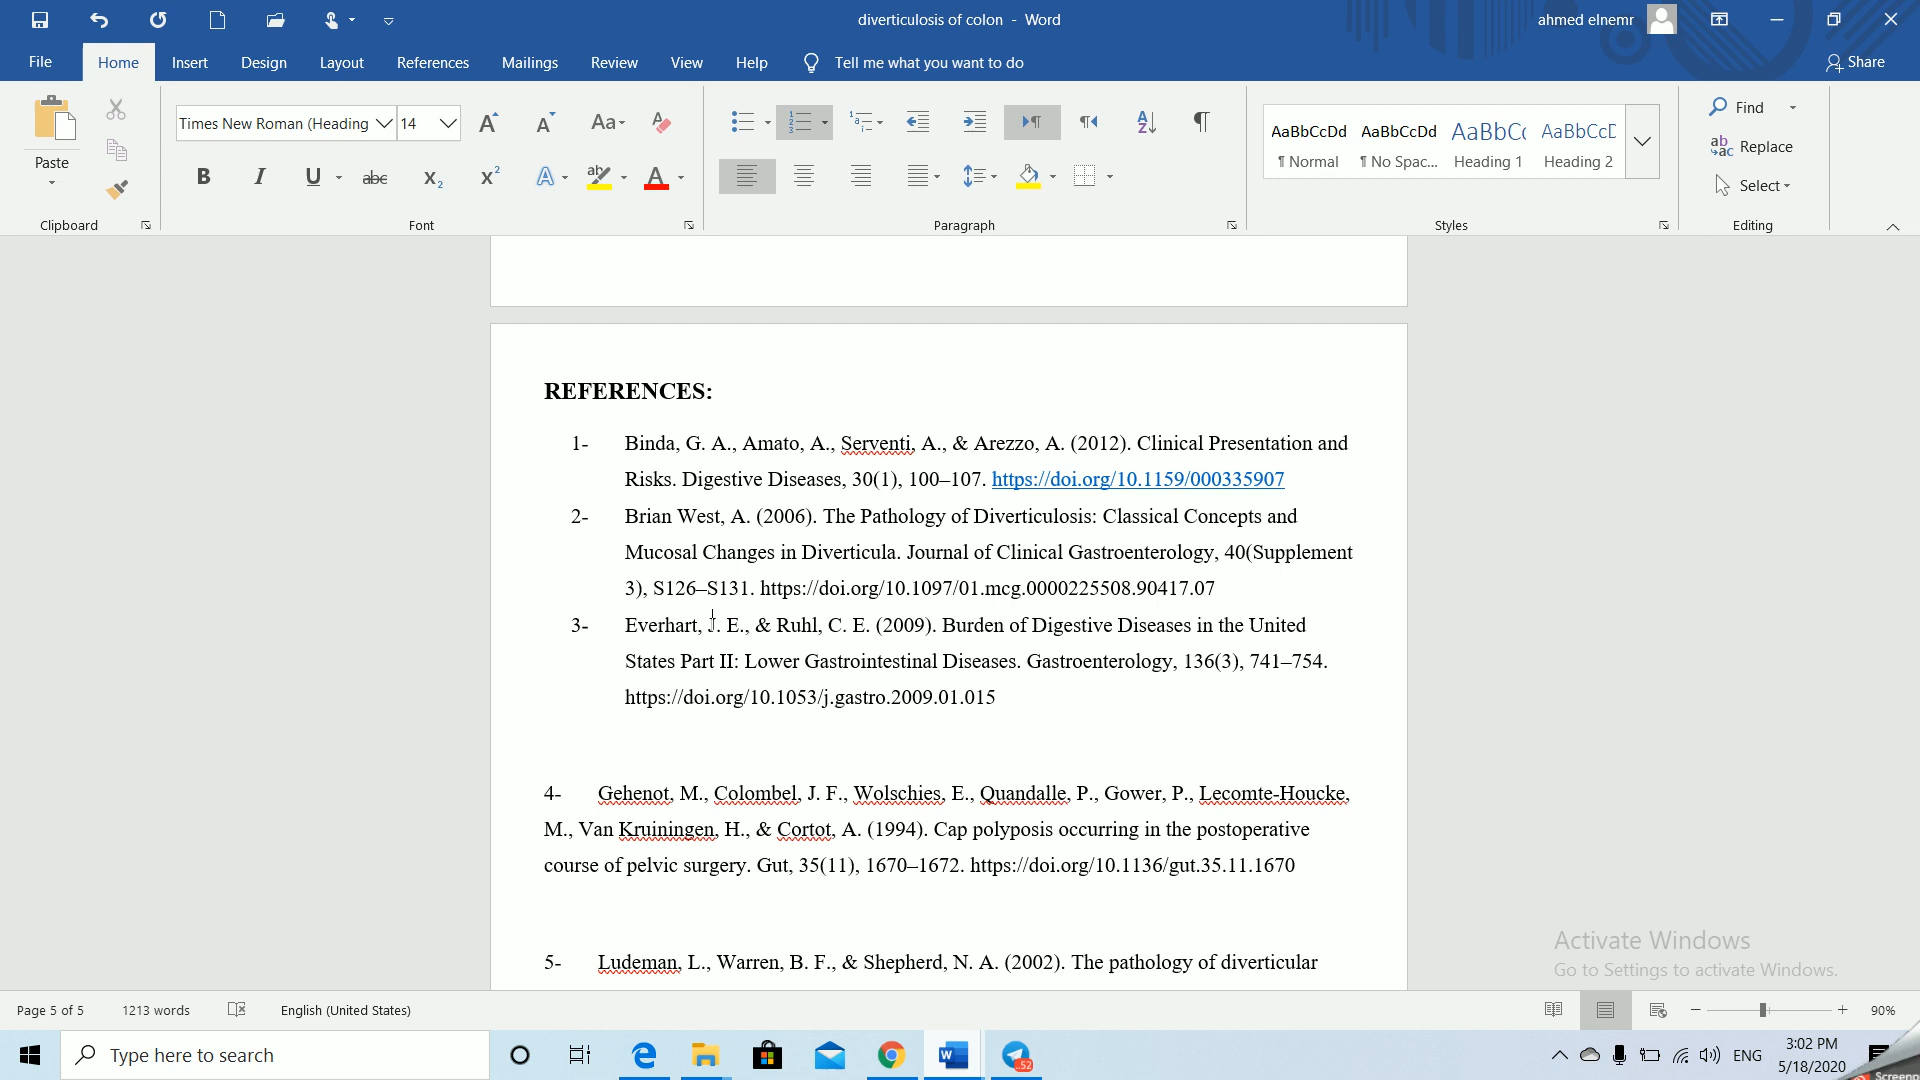 diverticulosis of colon - Word
ahmed elnemr
File Home Insert Design Layout References Mailings Review View Help Tell me what you want to do
Share
Paste
Clipboard
Times New Roman (Heading 14
Font
Paragraph
AaBbCcDd AaBbCcDd AaBbC AaBbCc
¶ Normal ¶ No Spac... Heading 1 Heading 2
Styles
Find
Replace
Select
Editing
REFERENCES:
1- Binda, G. A., Amato, A., Serventi, A., & Arezzo, A. (2012). Clinical Presentation and
Risks. Digestive Diseases, 30(1), 100–107. https://doi.org/10.1159/000335907
2- Brian West, A. (2006). The Pathology of Diverticulosis: Classical Concepts and
Mucosal Changes in Diverticula. Journal of Clinical Gastroenterology, 40(Supplement
3), S126–S131. https://doi.org/10.1097/01.mcg.0000225508.90417.07
3- Everhart, J. E., & Ruhl, C. E. (2009). Burden of Digestive Diseases in the United
States Part II: Lower Gastrointestinal Diseases. Gastroenterology, 136(3), 741–754.
https://doi.org/10.1053/j.gastro.2009.01.015
4- Gehenot, M., Colombel, J. F., Wolschies, E., Quandalle, P., Gower, P., Lecomte-Houcke,
M., Van Kruiningen, H., & Cortot, A. (1994). Cap polyposis occurring in the postoperative
course of pelvic surgery. Gut, 35(11), 1670–1672. https://doi.org/10.1136/gut.35.11.1670
5- Ludeman, L., Warren, B. F., & Shepherd, N. A. (2002). The pathology of diverticular
Activate Windows
Go to Settings to activate Windows.
Page 5 of 5 1213 words English (United States)
90%
Type here to search
52
ENG
3:02 PM
5/18/2020